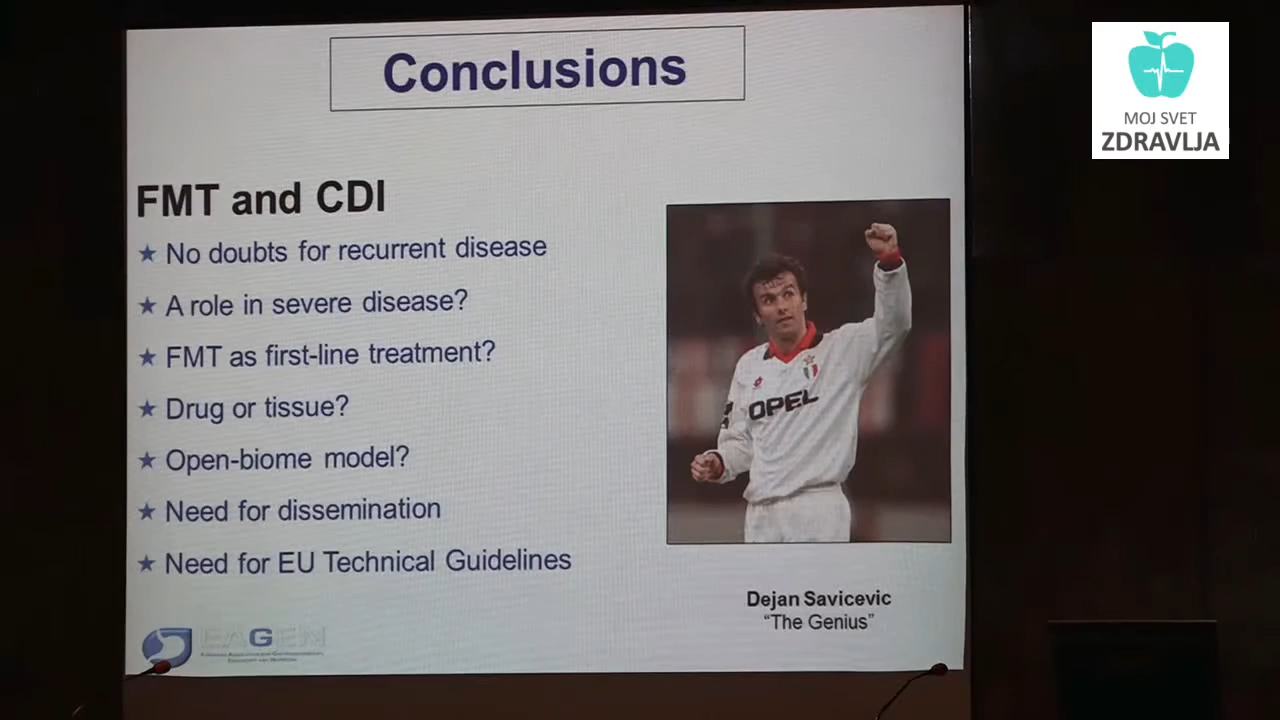 Conclusions
MOJ SVET
ZDRAVLJA
FMT and CDI
★ No doubts for recurrent disease
★ A role in severe disease?
★ FMT as first-line treatment?
★ Drug or tissue?
★ Open-biome model?
★ Need for dissemination
★ Need for EU Technical Guidelines
OPEL
Dejan Savicevic
“The Genius”
EAGEN